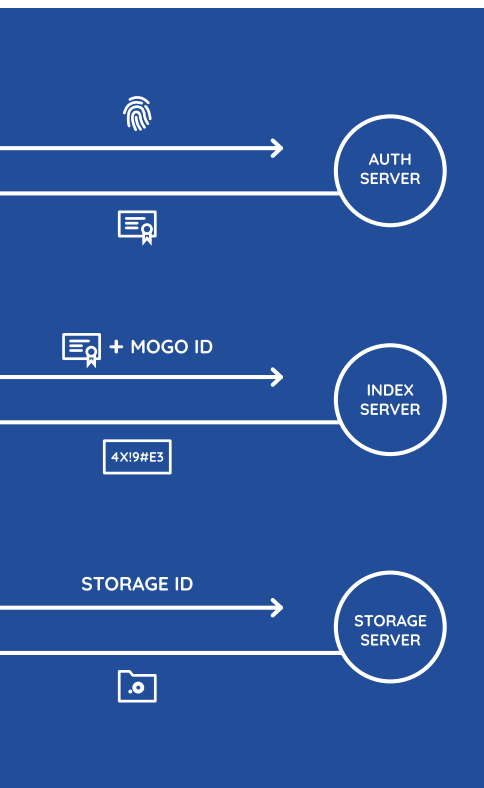 AUTH
SERVER
+ MOGO ID
INDEX
SERVER
4X!9#E3
STORAGE ID
STORAGE
SERVER